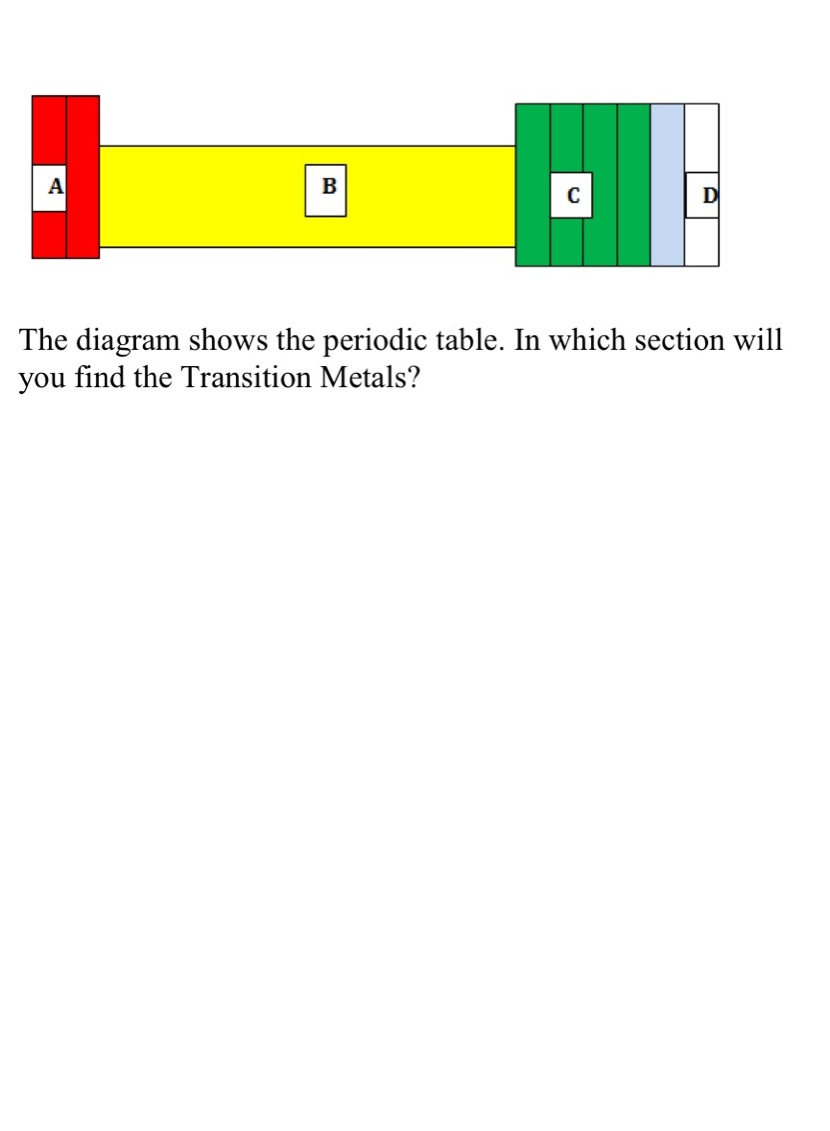 A
B
C
D
The diagram shows the periodic table. In which section will
you find the Transition Metals?